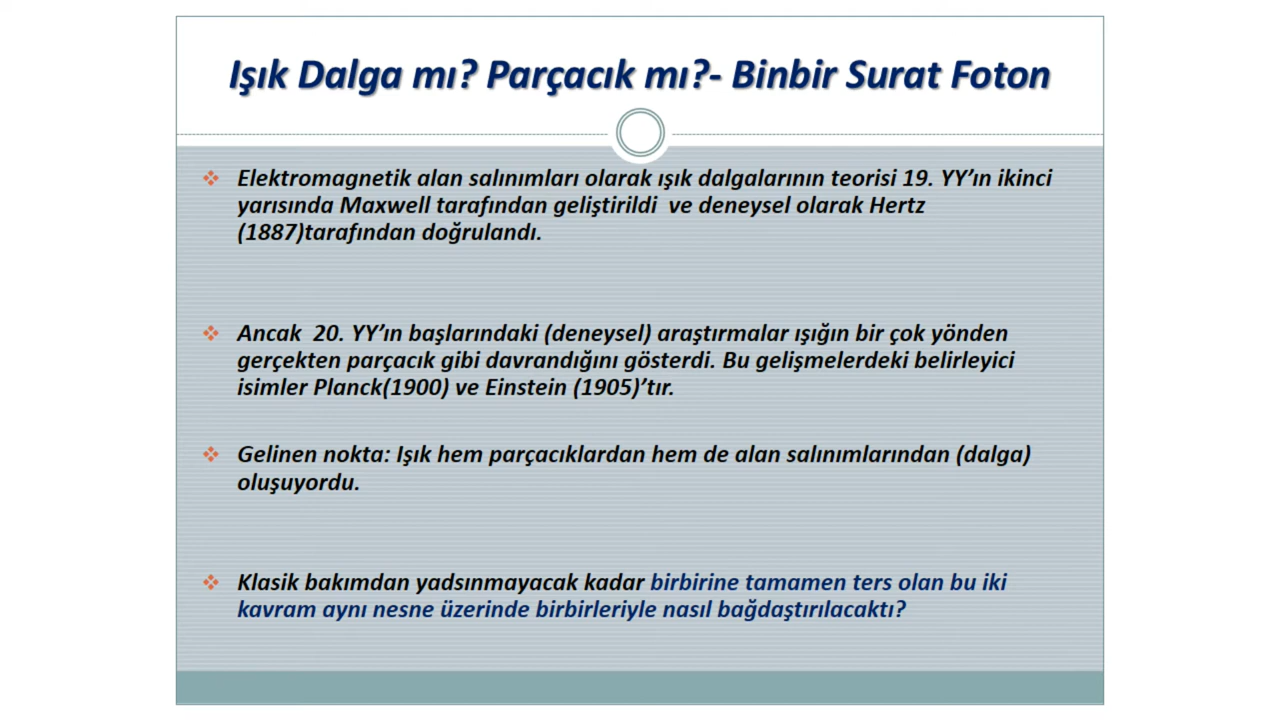 Işık Dalga mı? Parçacık mı?- Binbir Surat Foton
Elektromagnetik alan salınımları olarak ışık dalgalarının teorisi 19. YY’ın ikinci
yarısında Maxwell tarafından geliştirildi  ve deneysel olarak Hertz
(1887)tarafından doğrulandı.
Ancak  20. YY’ın başlarındaki (deneysel) araştırmalar ışığın bir çok yönden
gerçekten parçacık gibi davrandığını gösterdi. Bu gelişmelerdeki belirleyici
isimler Planck(1900) ve Einstein (1905)’tır.
Gelinen nokta: Işık hem parçacıklardan hem de alan salınımlarından (dalga)
oluşuyordu.
Klasik bakımdan yadsınmayacak kadar birbirine tamamen ters olan bu iki
kavram aynı nesne üzerinde birbirleriyle nasıl bağdaştırılacaktı?